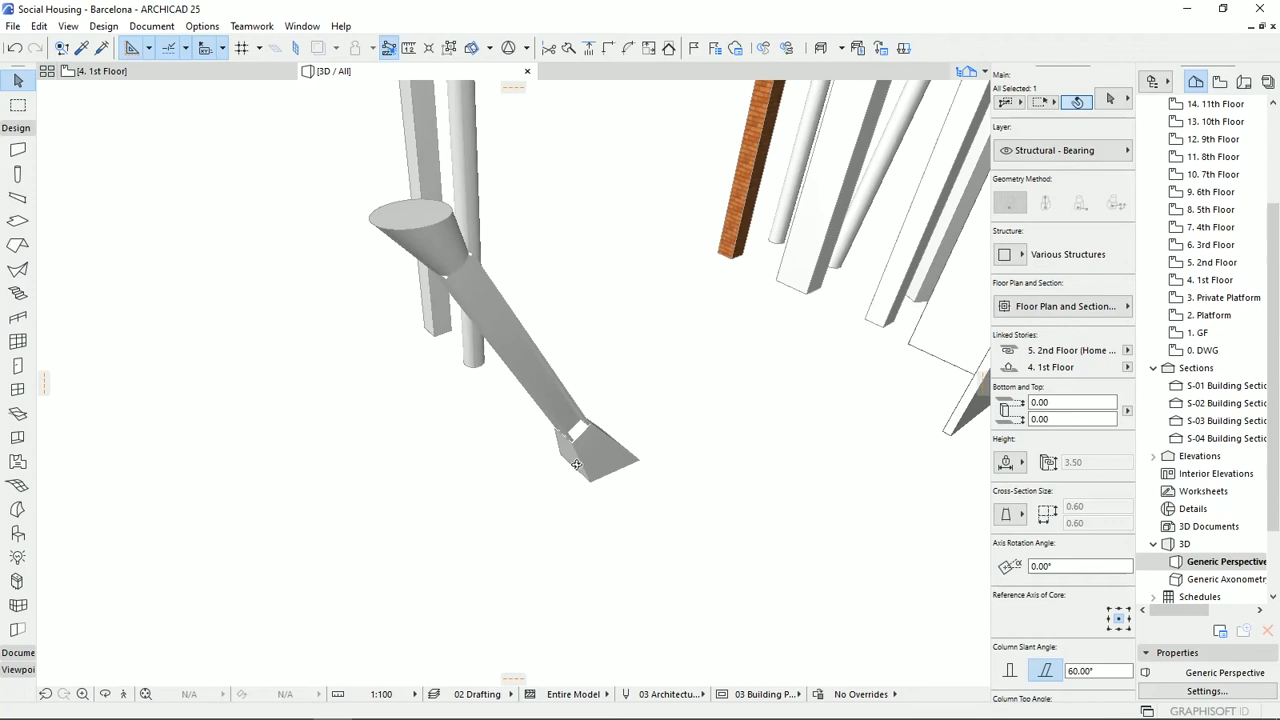 Social Housing - Barcelona - ARCHICAD 25
File Edit View Design Document Options Teamwork Window Help
[4. 1st Floor]
[3D / All]
Design
Docume
Viewpoi
Main:
All Selected: 1
Layer:
Structural - Bearing
Geometry Method:
Structure:
Various Structures
Floor Plan and Section:
Floor Plan and Section...
Linked Stories:
5. 2nd Floor (Home ...
4. 1st Floor
Bottom and Top:
0.00
0.00
Height:
3.50
Cross-Section Size:
0.60
0.60
Axis Rotation Angle:
0.00°
Reference Axis of Core:
Column Slant Angle:
60.00°
Column Top Angle:
14. 11th Floor
13. 10th Floor
12. 9th Floor
11. 8th Floor
10. 7th Floor
9. 6th Floor
8. 5th Floor
7. 4th Floor
6. 3rd Floor
5. 2nd Floor
4. 1st Floor
3. Private Platform
2. Platform
1. GF
0. DWG
Sections
S-01 Building Secti
S-02 Building Secti
S-03 Building Secti
S-04 Building Secti
Elevations
Interior Elevations
Worksheets
Details
3D Documents
3D
Generic Perspective
Generic Axonometr
Schedules
Properties
Generic Perspective
Settings...
N/A N/A 1:100 02 Drafting Entire Model 03 Architectu... 03 Building P... No Overrides
GRAPHISOFT ID